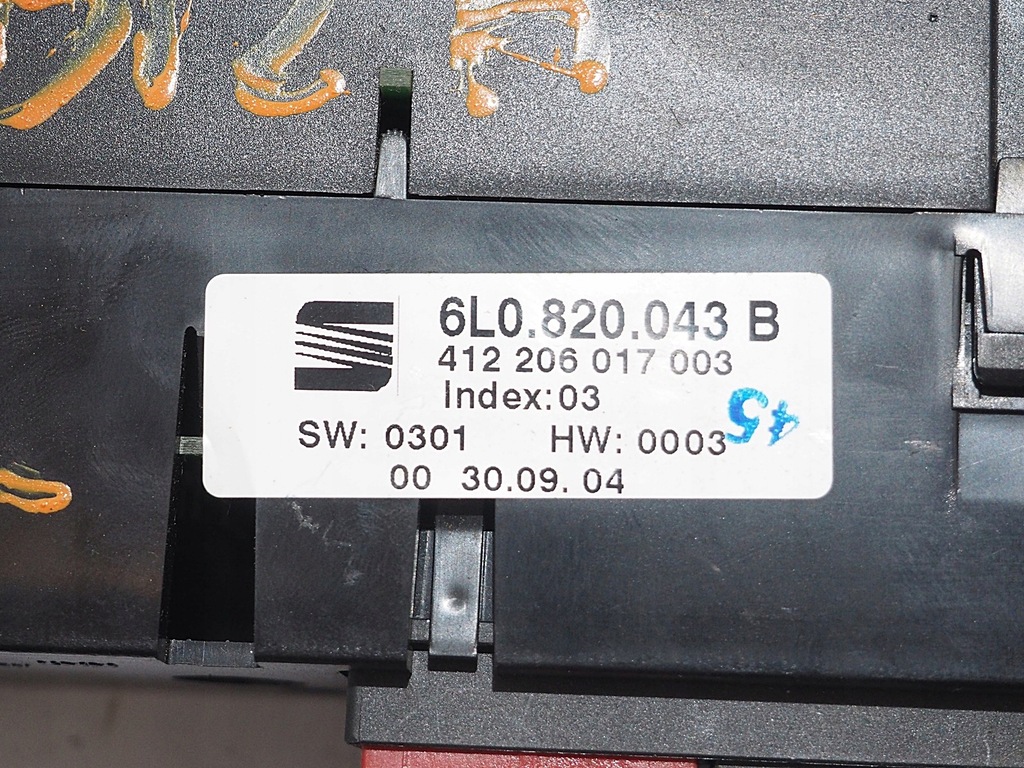 6L0.820.043 B
412 206 017 003
Index:03
SW: 0301 HW: 0003
45
00 30.09. 04